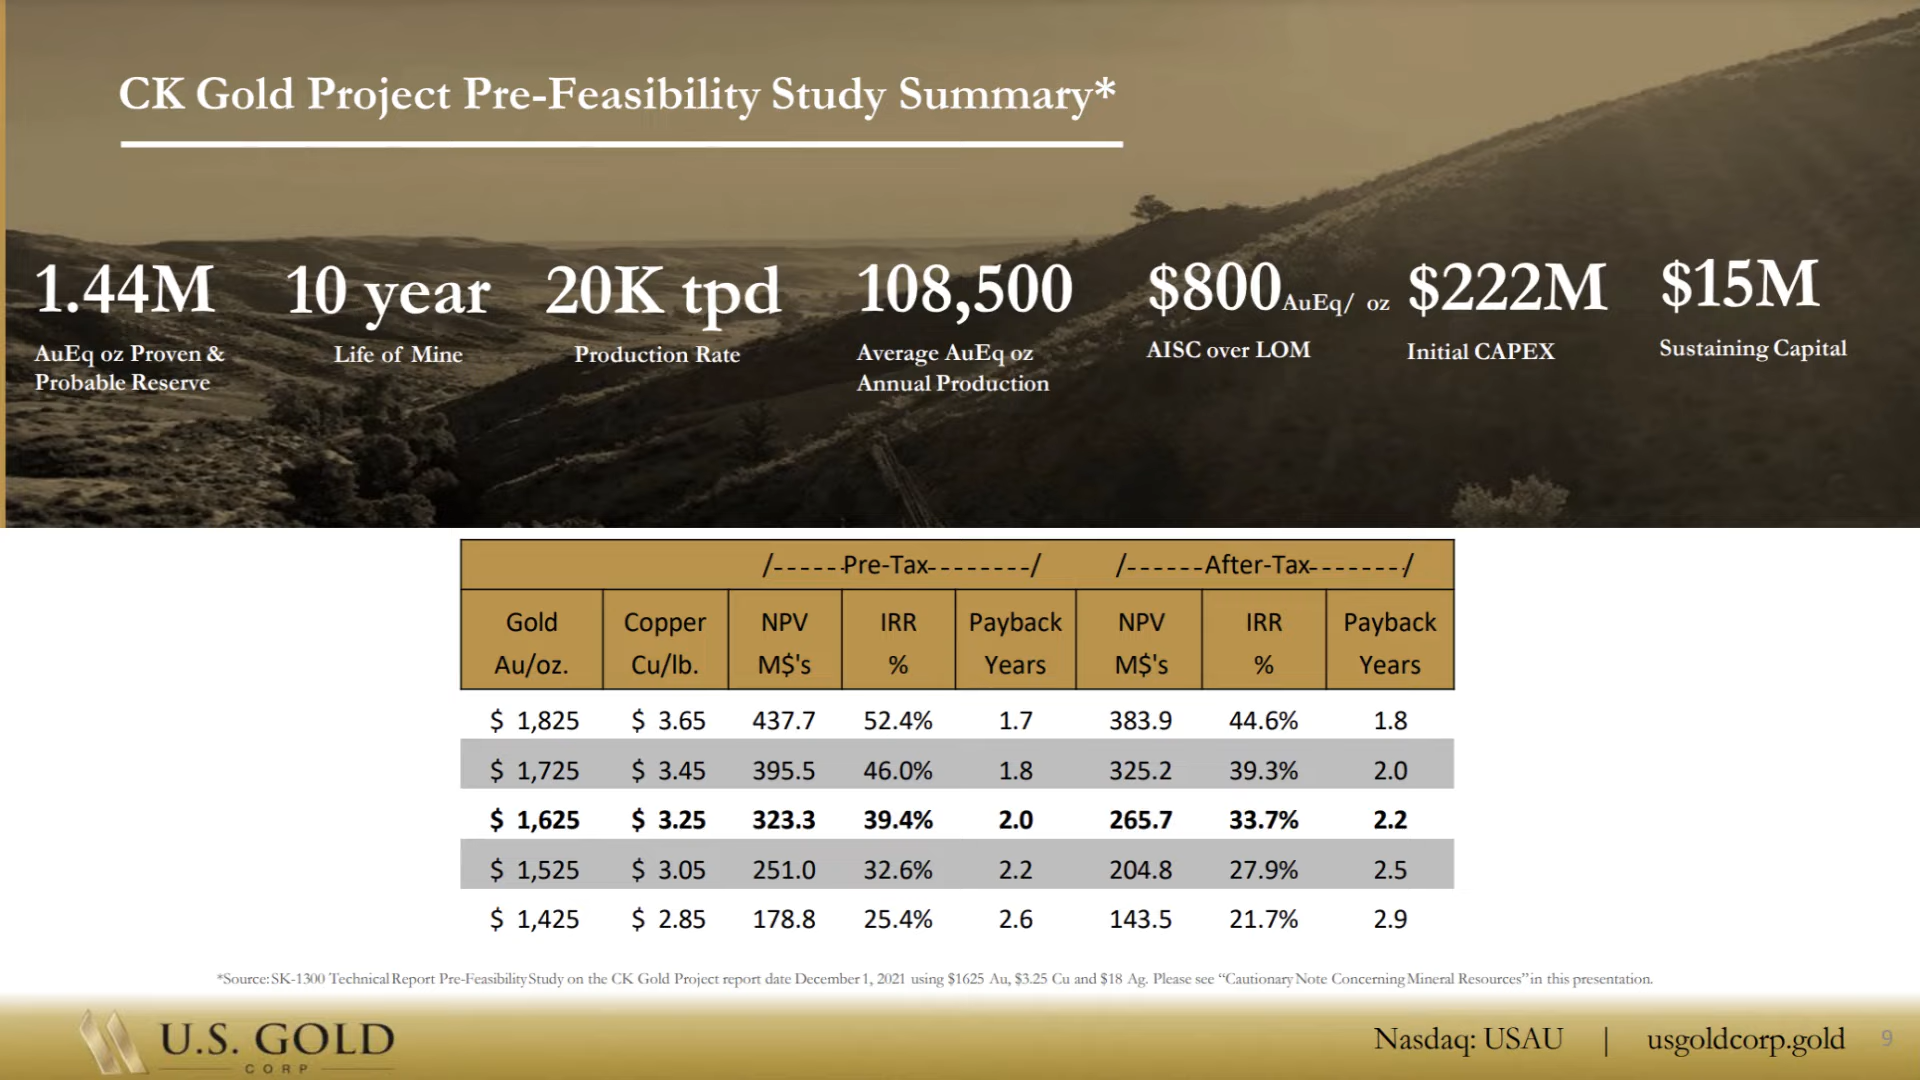 CK Gold Project Pre-Feasibility Study Summary*
1.44M
AuEq oz Proven &
Probable Reserve
10 year
Life of Mine
20K tpd
Production Rate
108,500
Average AuEq oz
Annual Production
$800AuEq/ oz
AISC over LOM
$222M
Initial CAPEX
$15M
Sustaining Capital
/------Pre-Tax--------/ /------After-Tax--------/
Gold Copper NPV IRR Payback NPV IRR Payback
Au/oz. Cu/lb. M$'s % Years M$'s % Years
$ 1,825 $ 3.65 437.7 52.4% 1.7 383.9 44.6% 1.8
$ 1,725 $ 3.45 395.5 46.0% 1.8 325.2 39.3% 2.0
$ 1,625 $ 3.25 323.3 39.4% 2.0 265.7 33.7% 2.2
$ 1,525 $ 3.05 251.0 32.6% 2.2 204.8 27.9% 2.5
$ 1,425 $ 2.85 178.8 25.4% 2.6 143.5 21.7% 2.9
*Source: SK-1300 Technical Report Pre-Feasibility Study on the CK Gold Project report date December 1, 2021 using $1625 Au, $3.25 Cu and $18 Ag. Please see “Cautionary Note Concerning Mineral Resources” in this presentation.
U.S. GOLD
CORP
Nasdaq: USAU | usgoldcorp.gold 9